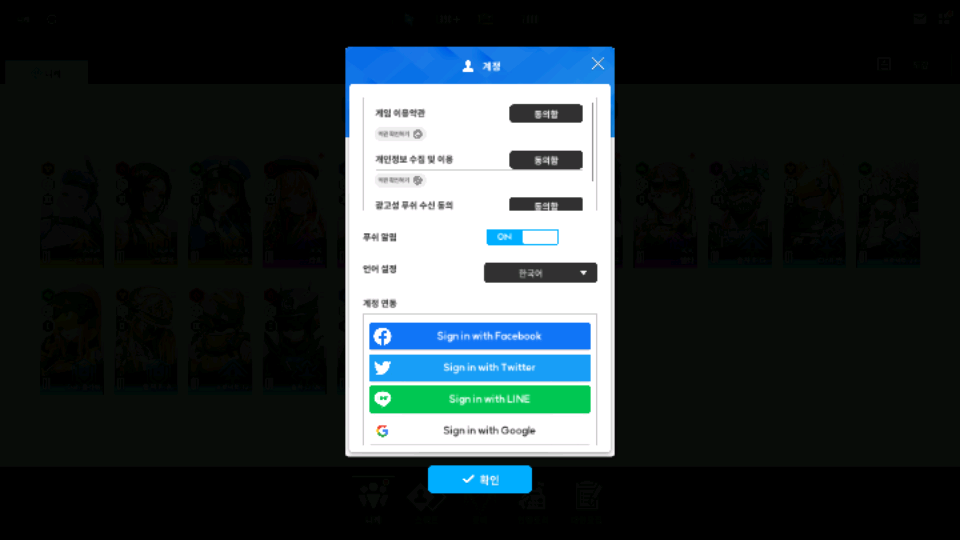 계정
게임 이용약관
동의함
약관 확인하기
개인정보 수집 및 이용
동의함
약관 확인하기
광고성 푸쉬 수신 동의
동의함
푸쉬 알림
ON
언어 설정
한국어
계정 연동
Sign in with Facebook
Sign in with Twitter
Sign in with LINE
Sign in with Google
확인